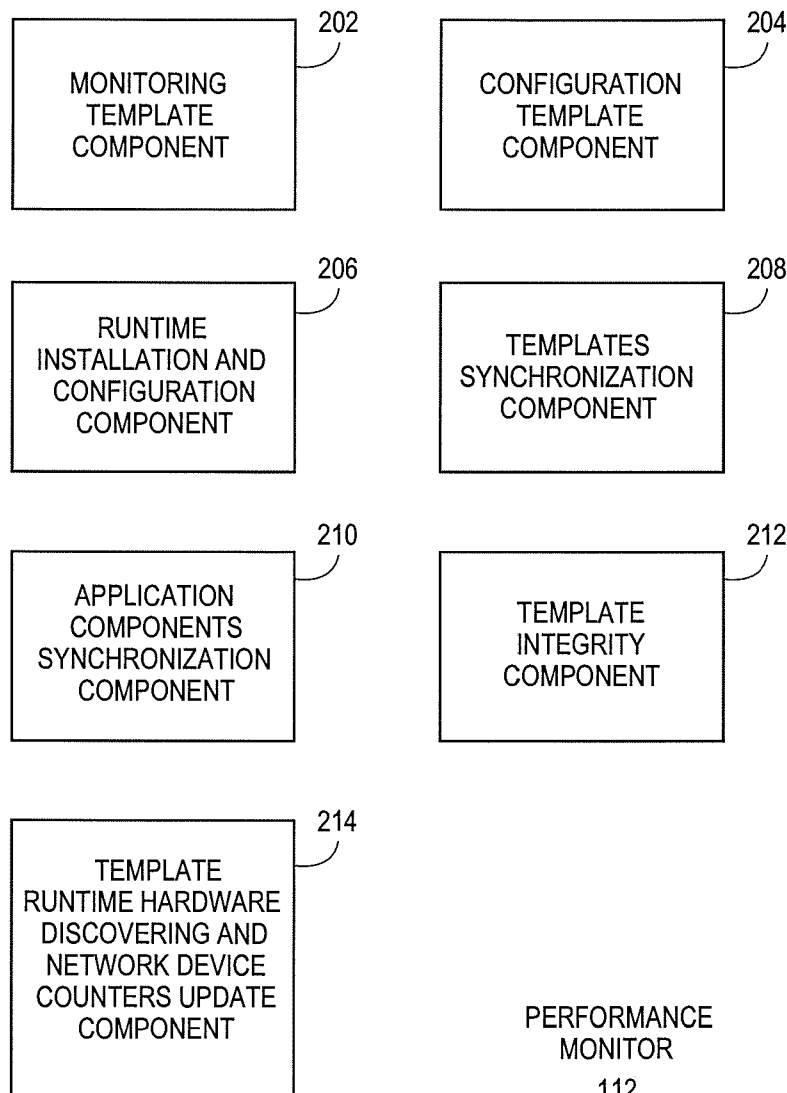 202
MONITORING
TEMPLATE
COMPONENT
204
CONFIGURATION
TEMPLATE
COMPONENT
206
RUNTIME
INSTALLATION AND
CONFIGURATION
COMPONENT
208
TEMPLATES
SYNCHRONIZATION
COMPONENT
210
APPLICATION
COMPONENTS
SYNCHRONIZATION
COMPONENT
212
TEMPLATE
INTEGRITY
COMPONENT
214
TEMPLATE
RUNTIME HARDWARE
DISCOVERING AND
NETWORK DEVICE
COUNTERS UPDATE
COMPONENT
PERFORMANCE
MONITOR
112